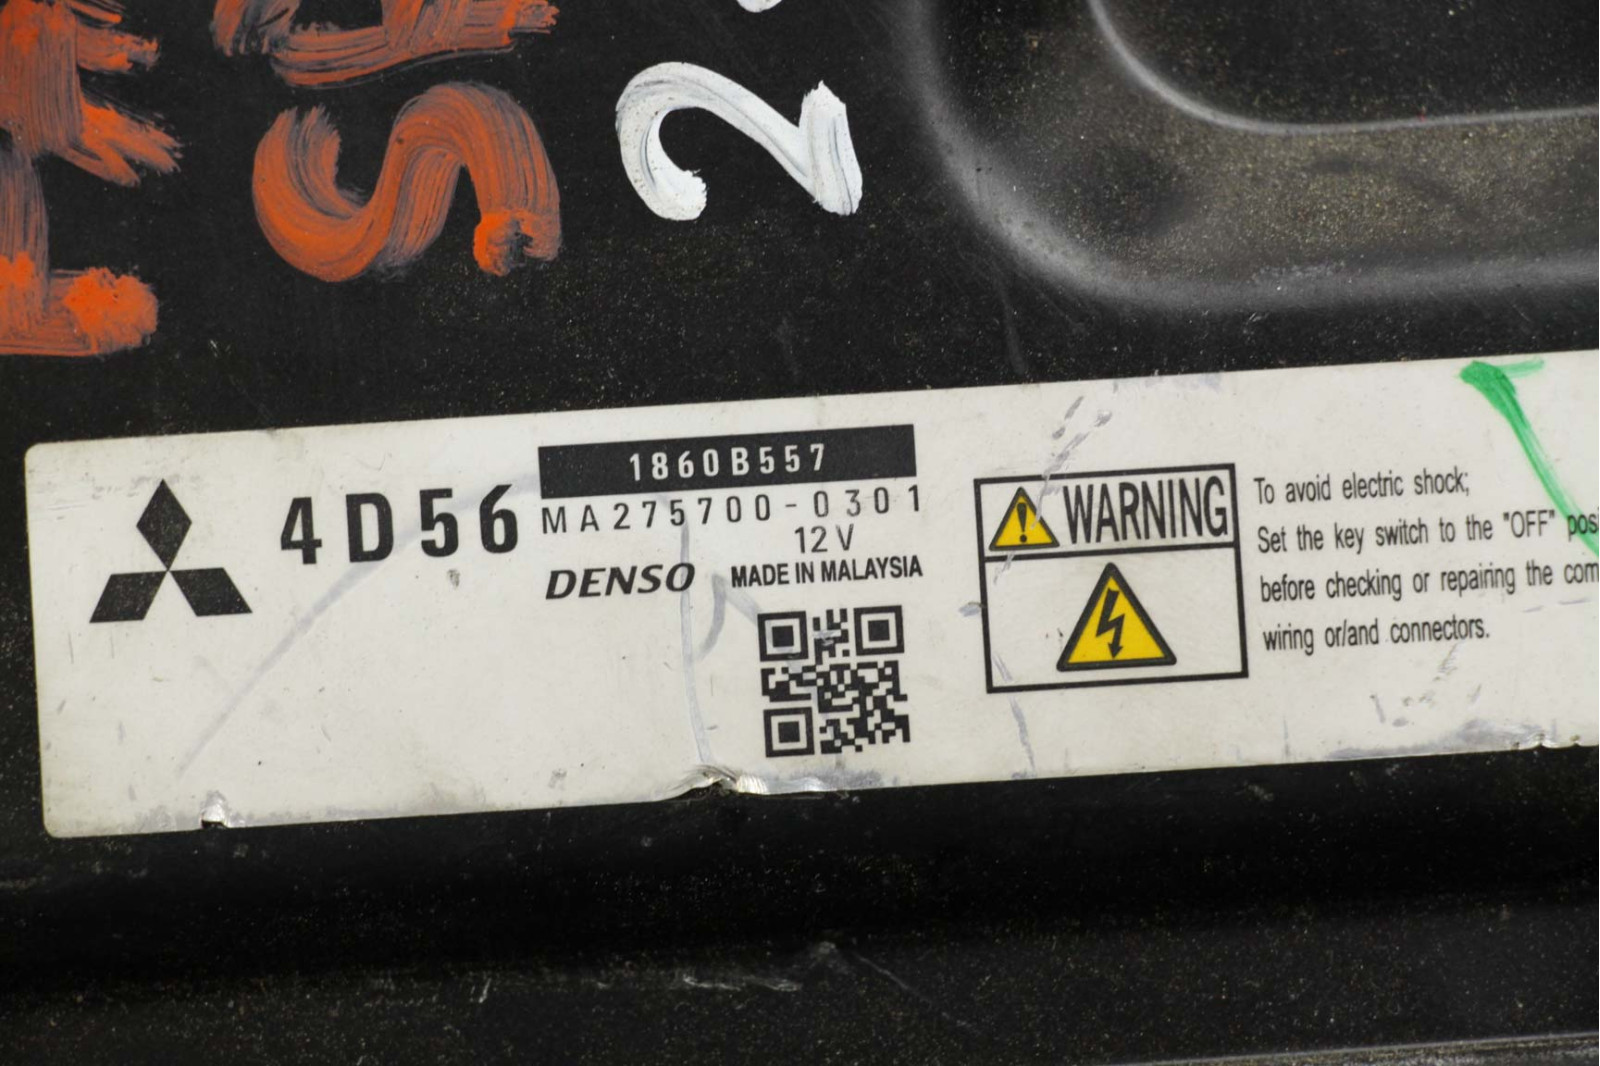 S
2
4D56
1860B557
MA275700-0301
12V
DENSO MADE IN MALAYSIA
WARNING
To avoid electric shock;
Set the key switch to the "OFF"
before checking or repairing the
wiring or/and connectors.